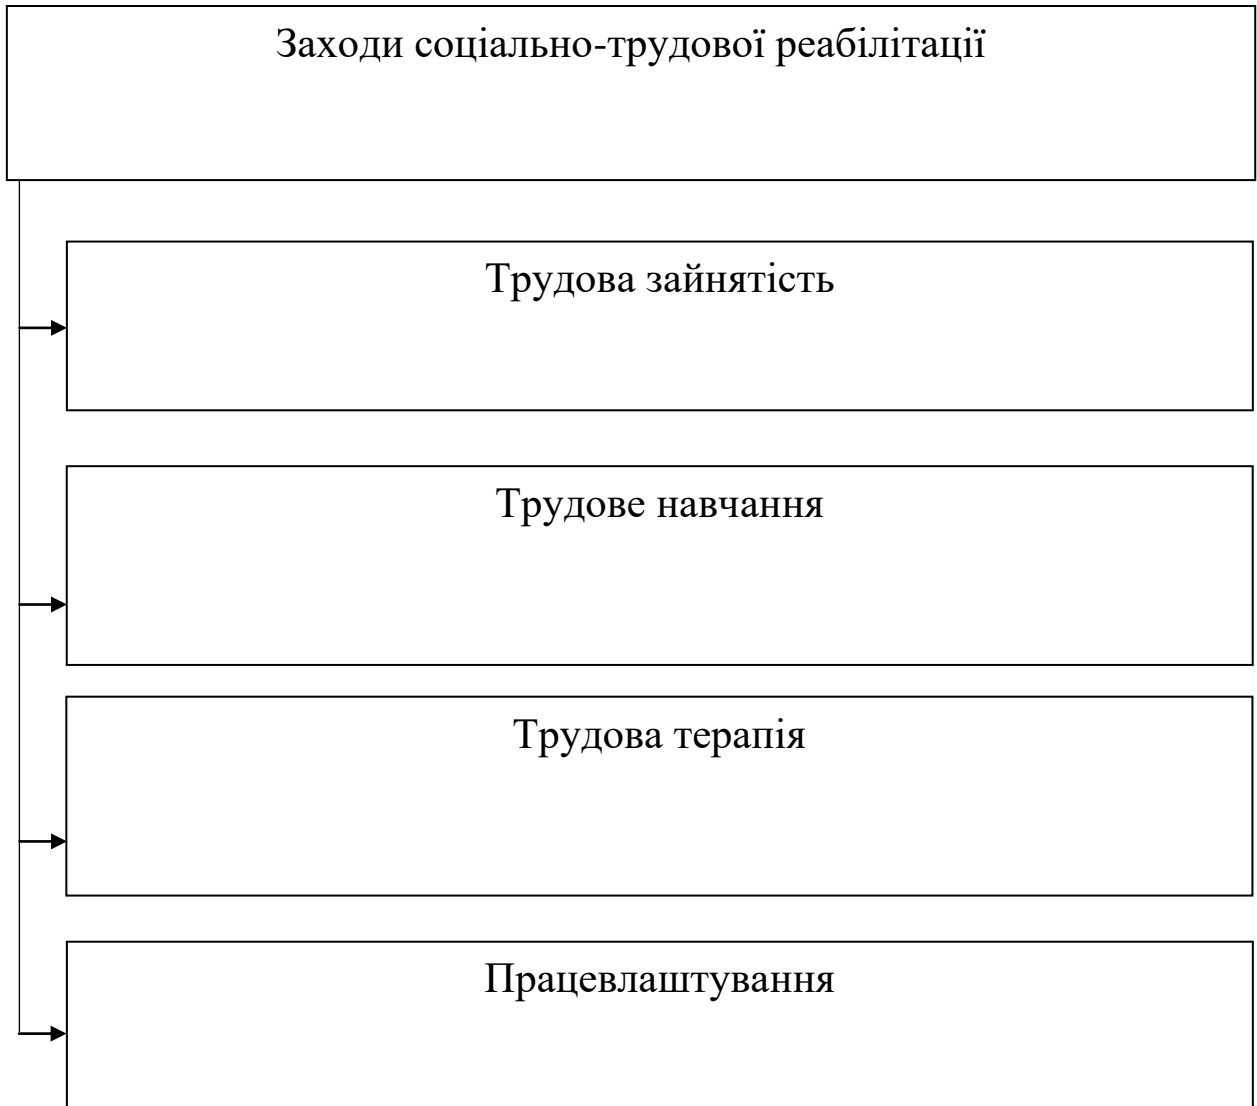 Заходи соціально-трудової реабілітації
Трудова зайнятість
Трудове навчання
Трудова терапія
Працевлаштування